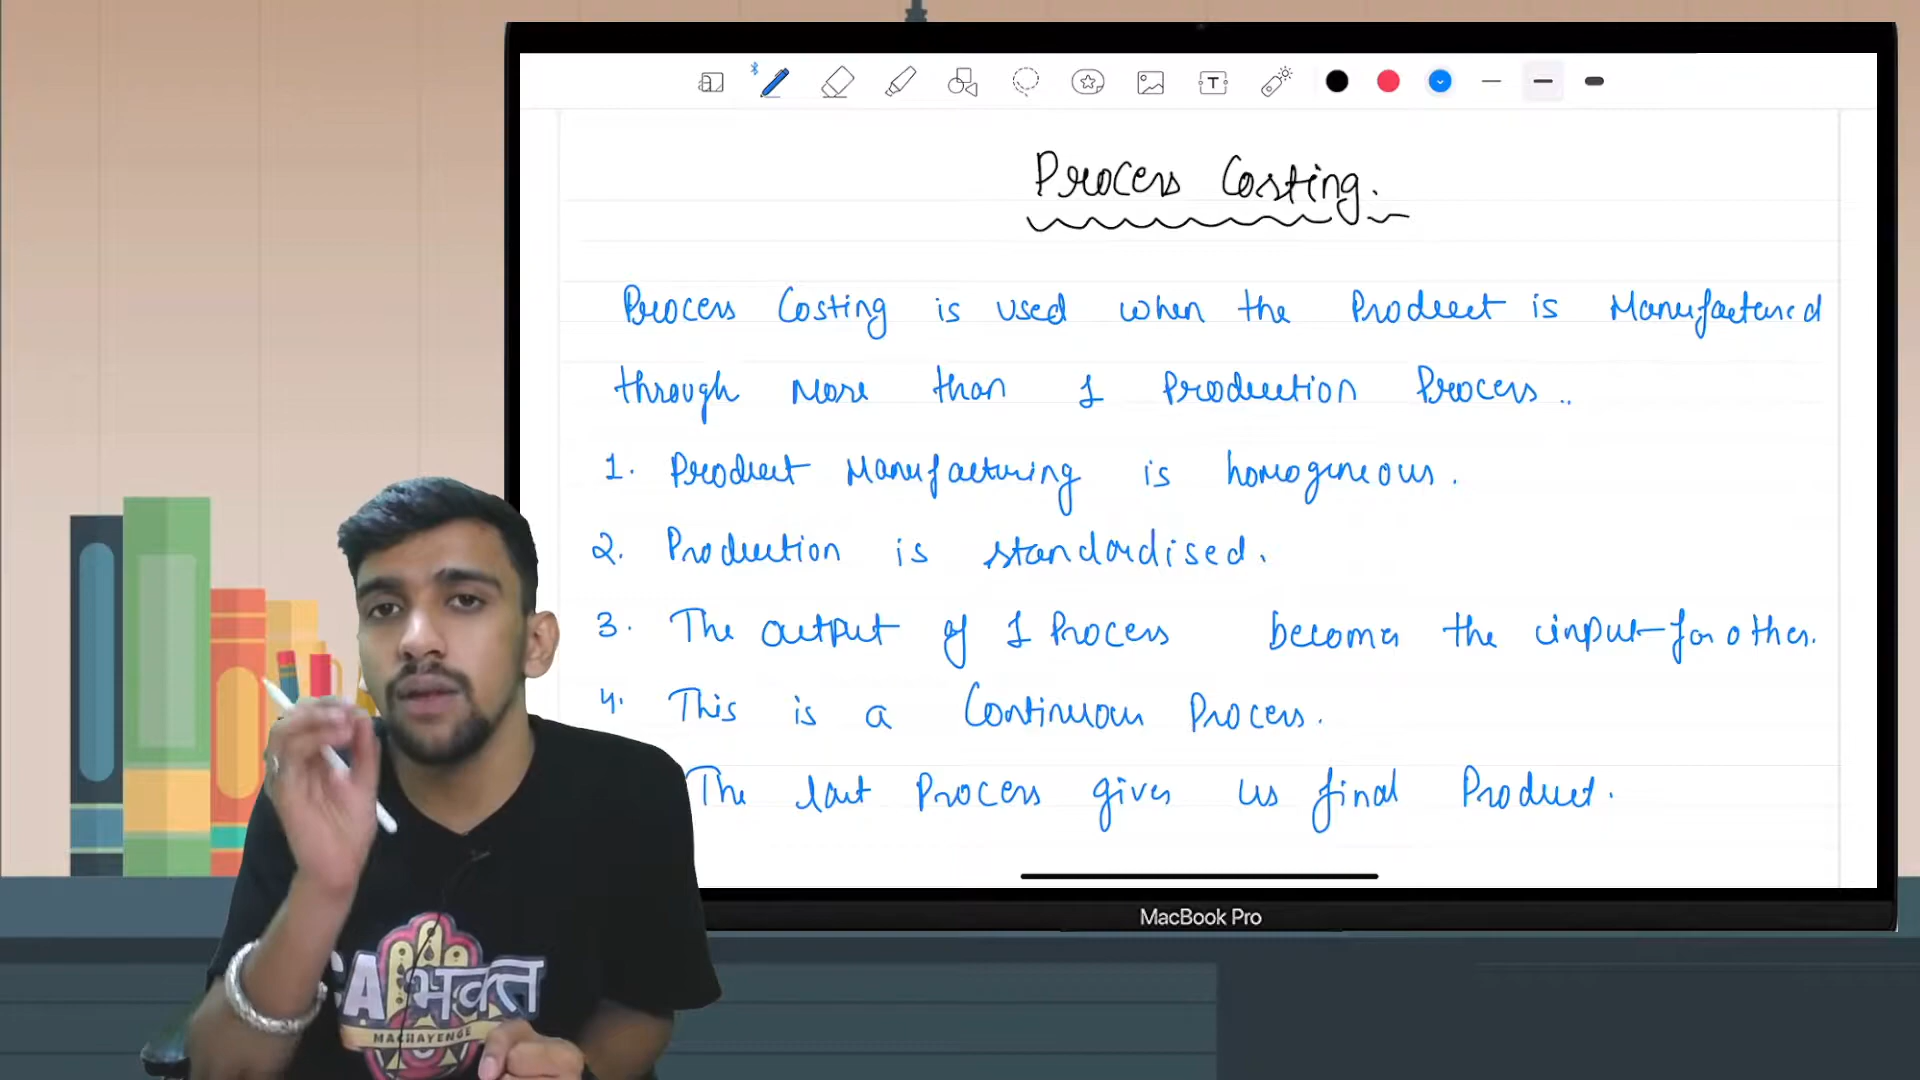 Process Costing.
Process Costing is used when the Product is Manufactured
through More than 1 Production Process..
1. Product Manufacturing is homogeneous.
2. Production is standardised.
3. The output of 1 Process becomes the input for other.
4. This is a Continuous Process.
The last Process gives us final Product.
MacBook Pro
CA भक्त
MACHAYENGE